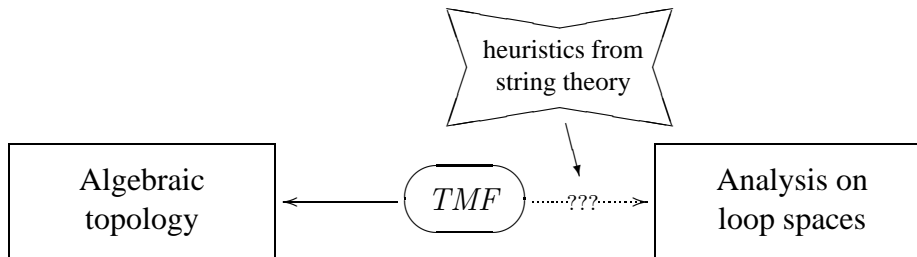 heuristics from
string theory
Algebraic
topology
TMF
???
Analysis on
loop spaces